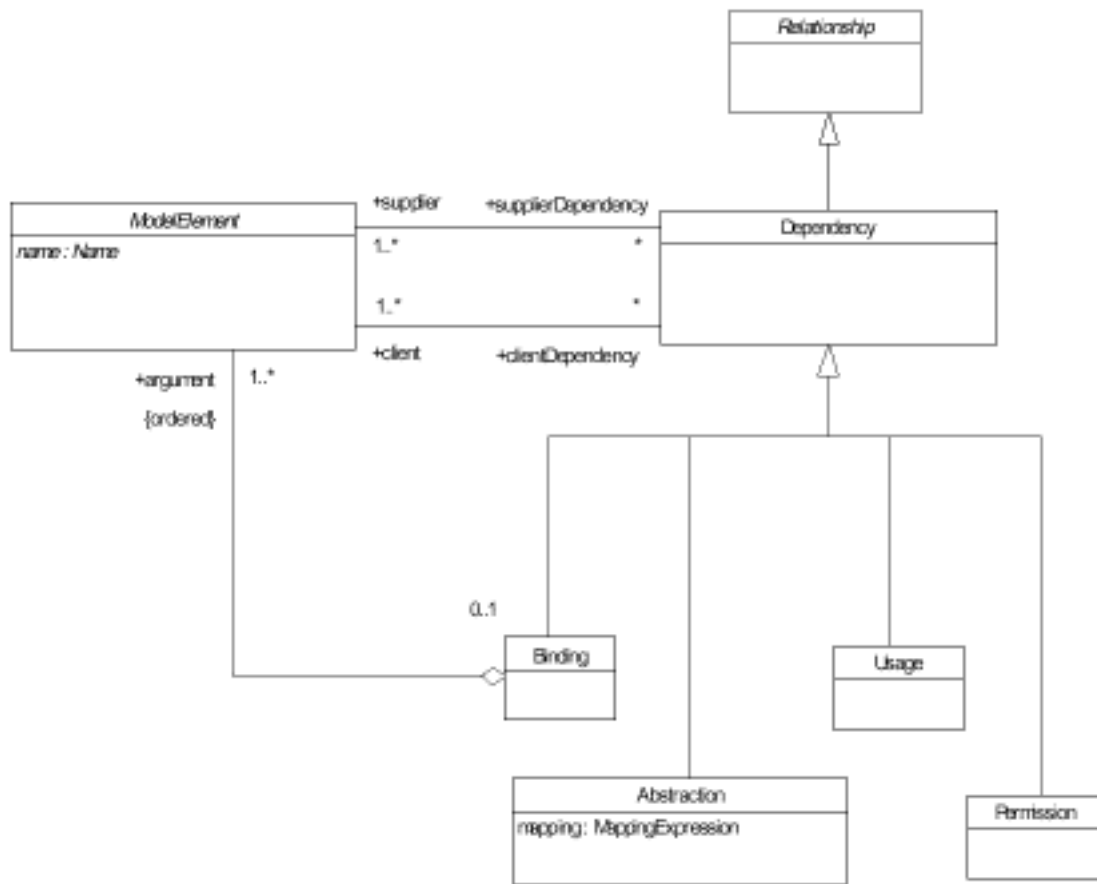 Relationship
+supplier
+supplierDependency
ModelElement
Dependency
name : Name
1..*
*
1..*
*
+client
+clientDependency
+argument
1..*
{ordered}
0..1
Binding
Usage
Abstraction
mapping : MappingExpression
Permission